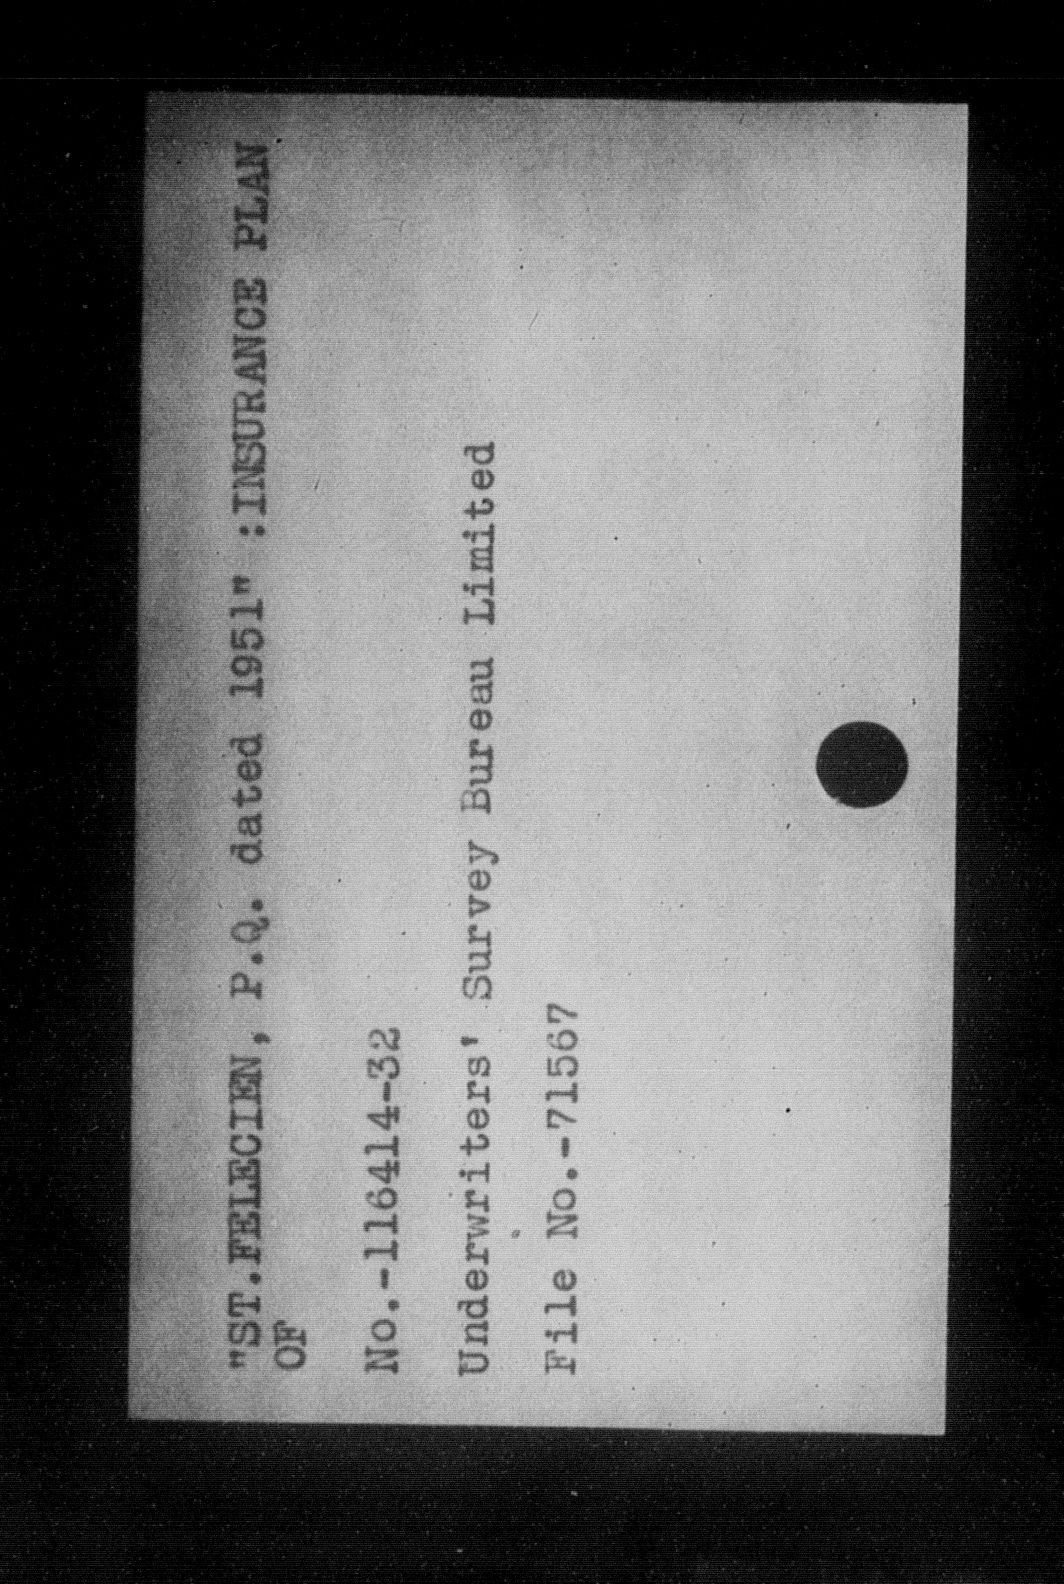 "ST.FELECIEN, P.Q. dated 1951" :INSURANCE PLAN
OF
No.-116414-32
Underwriters' Survey Bureau Limited
File No.-71567